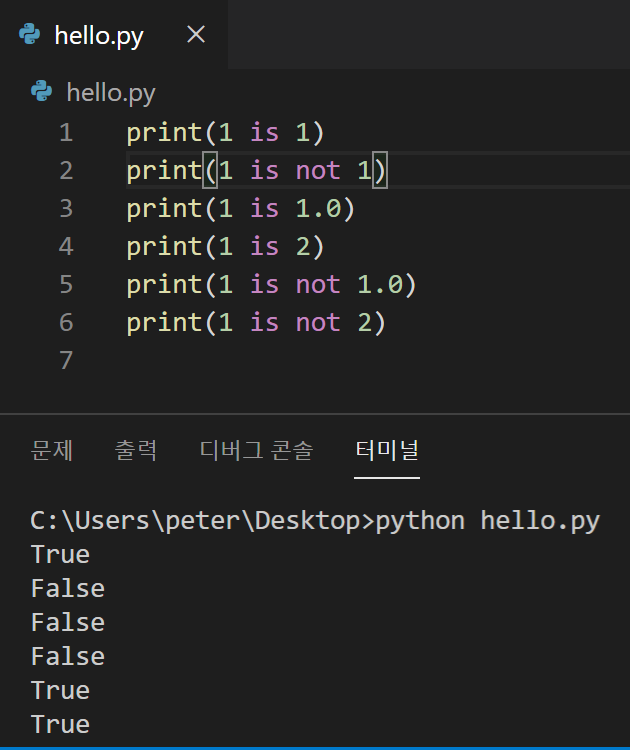 hello.py
hello.py
1 print(1 is 1)
2 print(1 is not 1)
3 print(1 is 1.0)
4 print(1 is 2)
5 print(1 is not 1.0)
6 print(1 is not 2)
7
문제 출력 디버그 콘솔 터미널
C:\Users\peter\Desktop>python hello.py
True
False
False
False
True
True